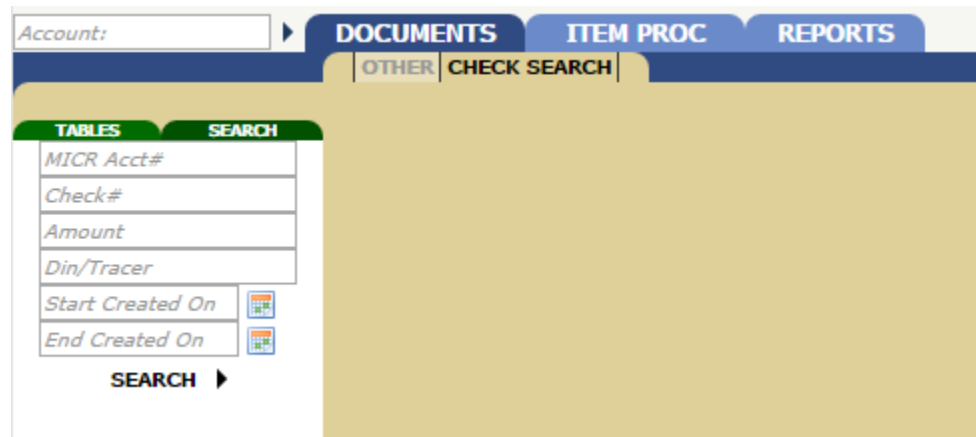 Account: DOCUMENTS ITEM PROC REPORTS
OTHER CHECK SEARCH
TABLES SEARCH
MICR Acct#
Check#
Amount
Din/Tracer
Start Created On
End Created On
SEARCH